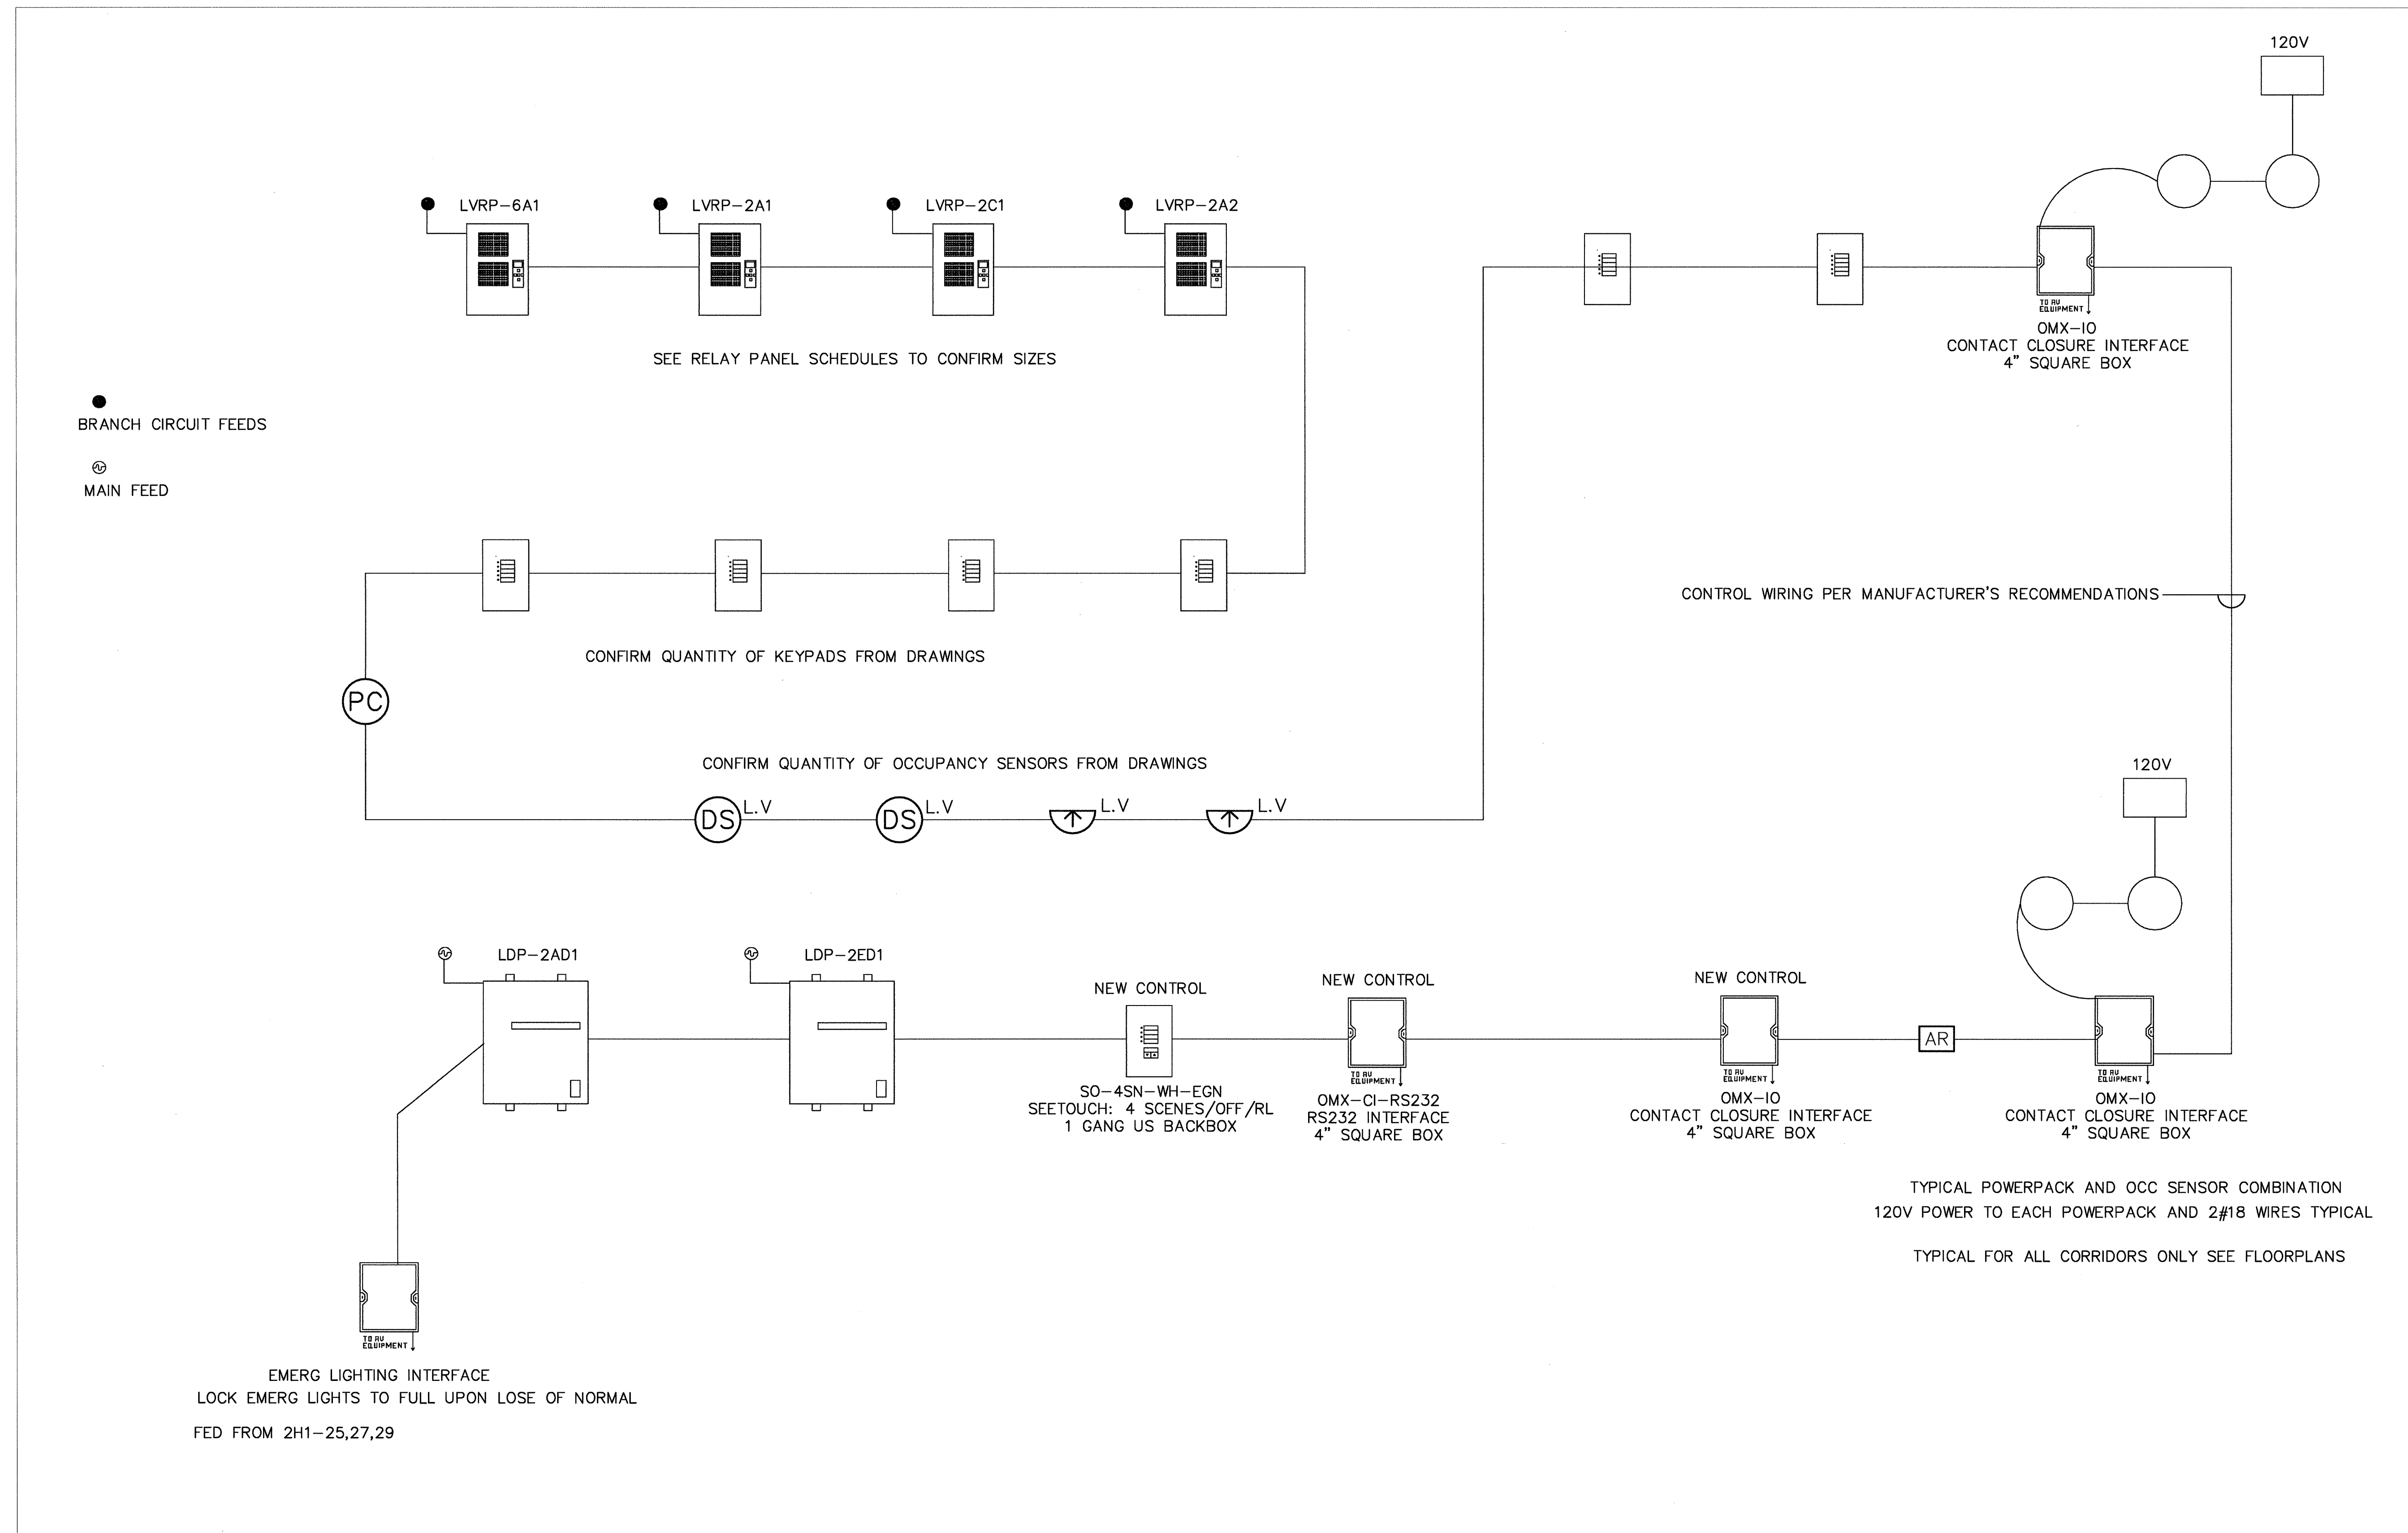 120V
LVRP-6A1
LVRP-2A1
LVRP-2C1
LVRP-2A2
TO AV
EQUIPMENT
OMX-IO
CONTACT CLOSURE INTERFACE
4" SQUARE BOX
SEE RELAY PANEL SCHEDULES TO CONFIRM SIZES
BRANCH CIRCUIT FEEDS
MAIN FEED
CONTROL WIRING PER MANUFACTURER'S RECOMMENDATIONS
CONFIRM QUANTITY OF KEYPADS FROM DRAWINGS
PC
CONFIRM QUANTITY OF OCCUPANCY SENSORS FROM DRAWINGS
DS L.V
DS L.V
L.V
L.V
120V
LDP-2AD1
LDP-2ED1
NEW CONTROL
SO-4SN-WH-EGN
SEETOUCH: 4 SCENES/OFF/RL
1 GANG US BACKBOX
NEW CONTROL
TO AV
EQUIPMENT
OMX-CI-RS232
RS232 INTERFACE
4" SQUARE BOX
NEW CONTROL
TO AV
EQUIPMENT
OMX-IO
CONTACT CLOSURE INTERFACE
4" SQUARE BOX
AR
TO AV
EQUIPMENT
OMX-IO
CONTACT CLOSURE INTERFACE
4" SQUARE BOX
TYPICAL POWERPACK AND OCC SENSOR COMBINATION
120V POWER TO EACH POWERPACK AND 2#18 WIRES TYPICAL
TYPICAL FOR ALL CORRIDORS ONLY SEE FLOORPLANS
TO AV
EQUIPMENT
EMERG LIGHTING INTERFACE
LOCK EMERG LIGHTS TO FULL UPON LOSE OF NORMAL
FED FROM 2H1-25,27,29